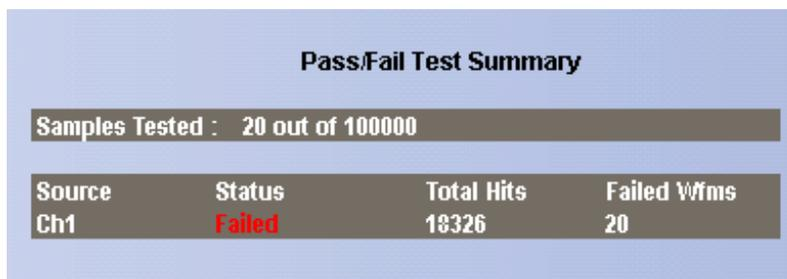 Pass/Fail Test Summary
Samples Tested : 20 out of 100000
Source Status Total Hits Failed Wfms
Ch1 Failed 18326 20